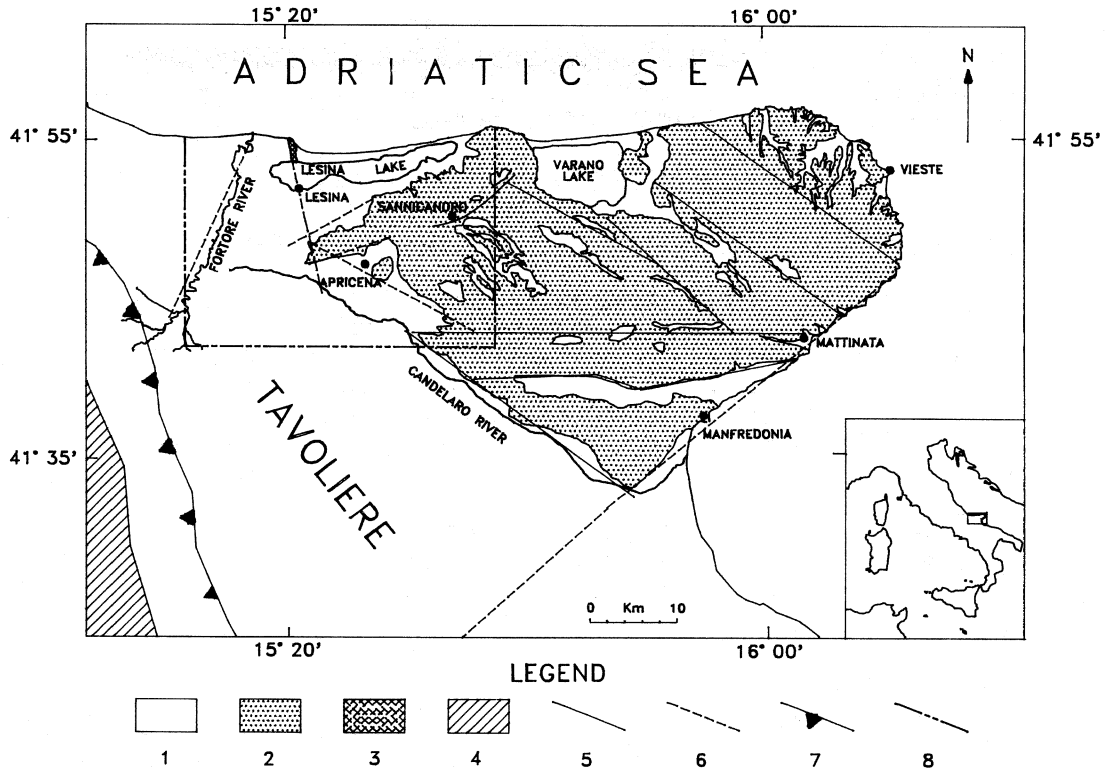 15° 20' 16° 00'
ADRIATIC SEA
N
41° 55' 41° 55'
LESINA LAKE
VARANO
LAKE
VIESTE
LESINA
SANNICANDRO
FORTORE RIVER
APRICENA
MATTINATA
CANDELARO RIVER
TAVOLIERE
MANFREDONIA
41° 35'
0 Km 10
15° 20' 16° 00'
LEGEND
1 2 3 4 5 6 7 8